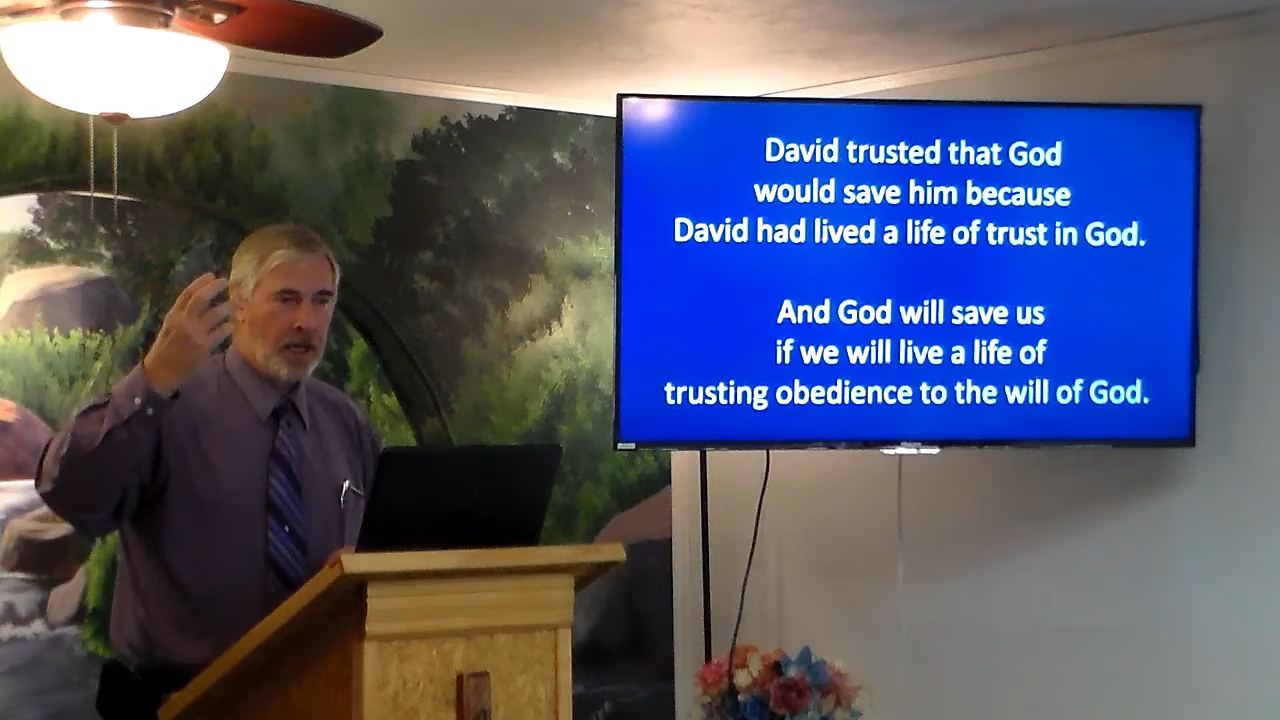 David trusted that God
would save him because
David had lived a life of trust in God.
And God will save us
if we will live a life of
trusting obedience to the will of God.